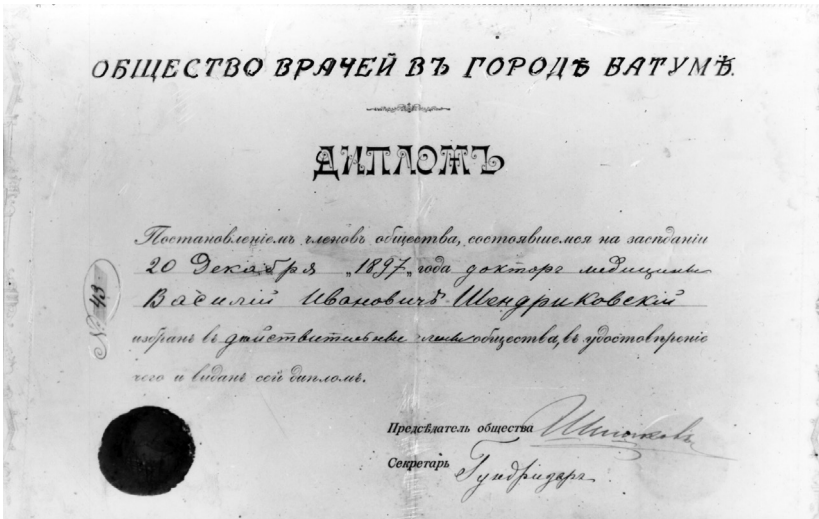 ОБЩЕСТВО ВРАЧЕЙ ВЪ ГОРОДѢ БАТУМѢ.
ДИПЛОМЪ
Постановленіемъ членовъ общества, состоявшемся на засѣданіи
20 Декабря „1897„ года докторъ медицины
Василій Ивановичъ Шендриковскій
избранъ въ дѣйствительные члены общества, въ удостовѣреніе
чего и выданъ сей дипломъ.
№ 43
Предсѣдатель общества
Секретарь